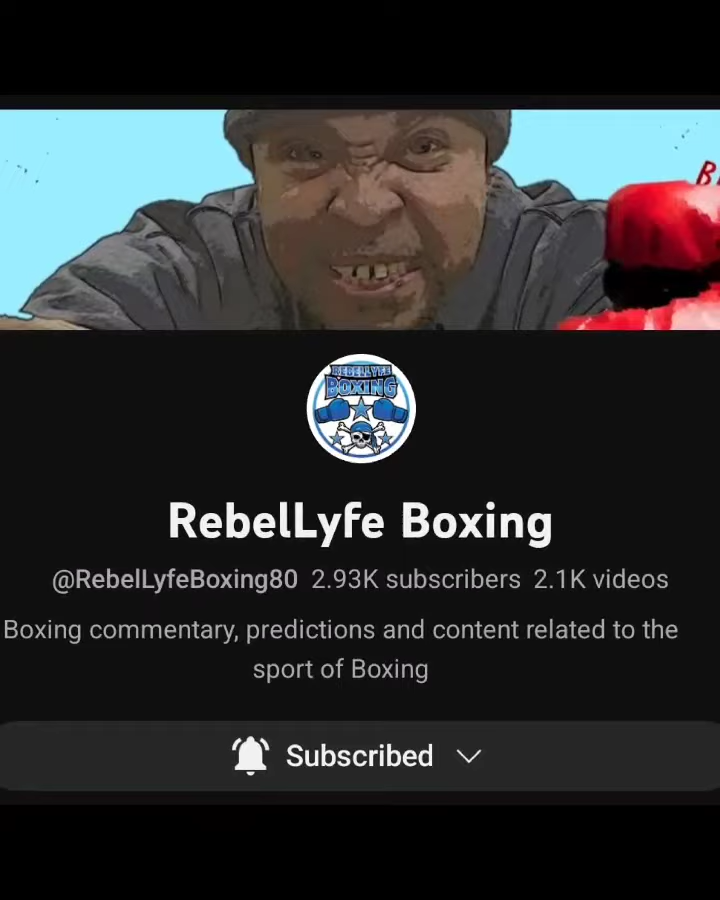 REBELLYFE
BOXING
RebelLyfe Boxing
@RebelLyfeBoxing80 2.93K subscribers 2.1K videos
Boxing commentary, predictions and content related to the
sport of Boxing
Subscribed